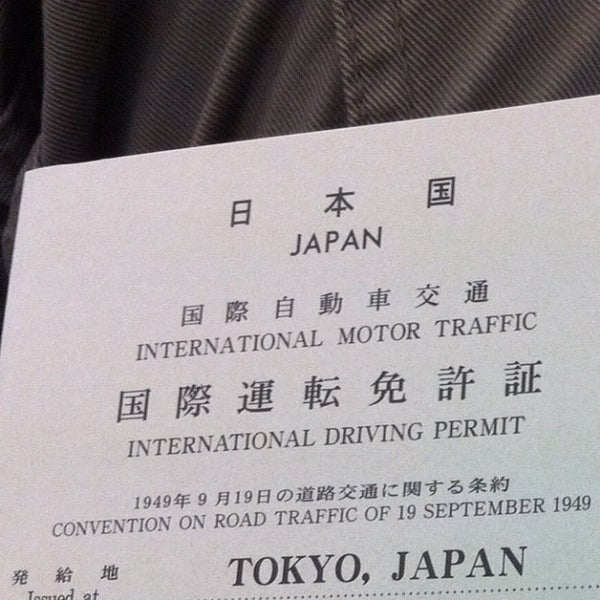 日本国
JAPAN
国際自動車交通
INTERNATIONAL MOTOR TRAFFIC
国際運転免許証
INTERNATIONAL DRIVING PERMIT
1949年9月19日の道路交通に関する条約
CONVENTION ON ROAD TRAFFIC OF 19 SEPTEMBER 1949
発給地 TOKYO, JAPAN
Issued at